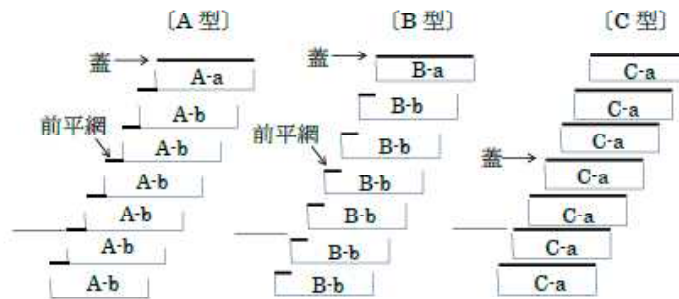 〔A 型〕 〔B 型〕 〔C 型〕
蓋 蓋
A-a B-a C-a
A-b B-b C-a
前平網 A-b B-b C-a
前平網 蓋
A-b B-b C-a
A-b B-b C-a
A-b B-b C-a
A-b B-b C-a